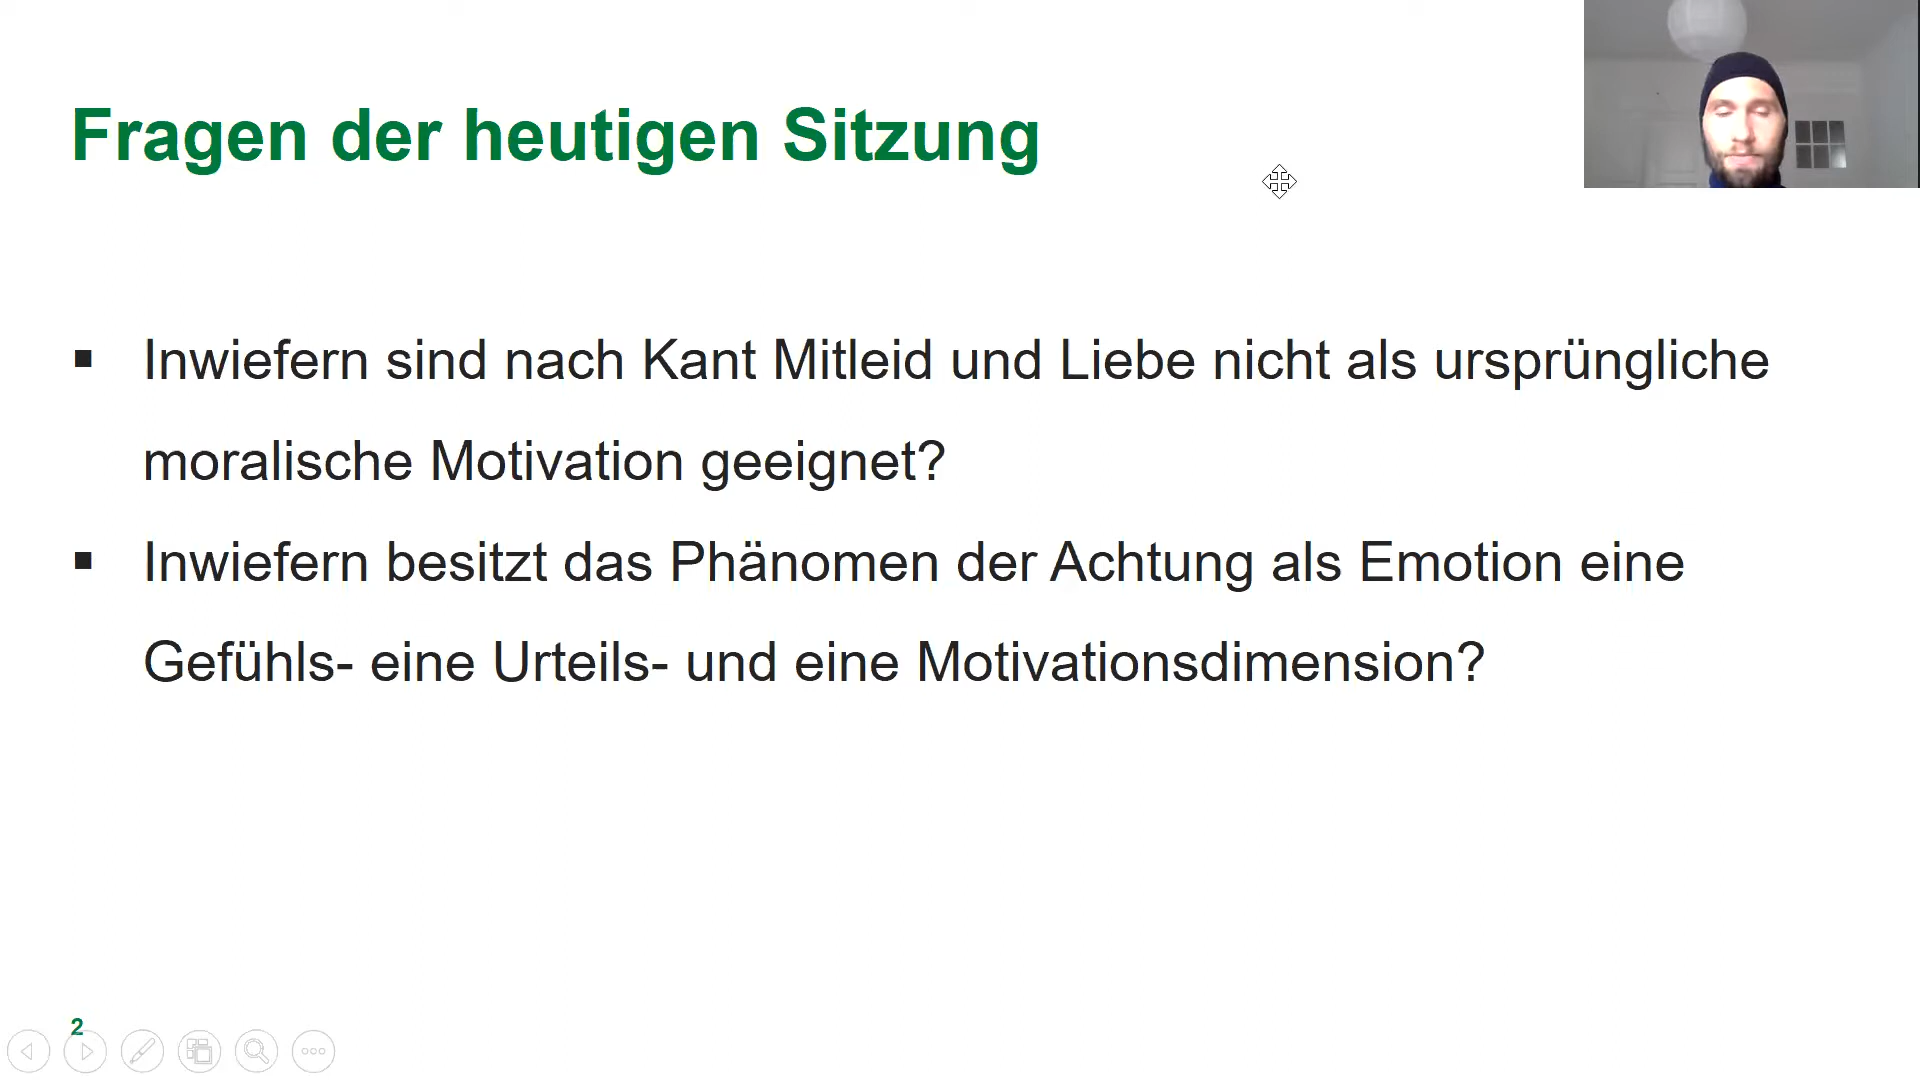 Fragen der heutigen Sitzung
▪ Inwiefern sind nach Kant Mitleid und Liebe nicht als ursprüngliche
moralische Motivation geeignet?
▪ Inwiefern besitzt das Phänomen der Achtung als Emotion eine
Gefühls- eine Urteils- und eine Motivationsdimension?
2